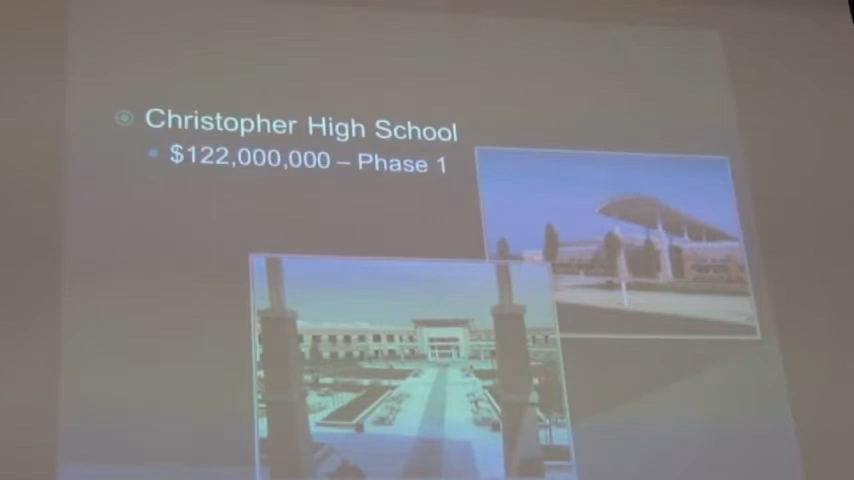 Christopher High School
$122,000,000 – Phase 1